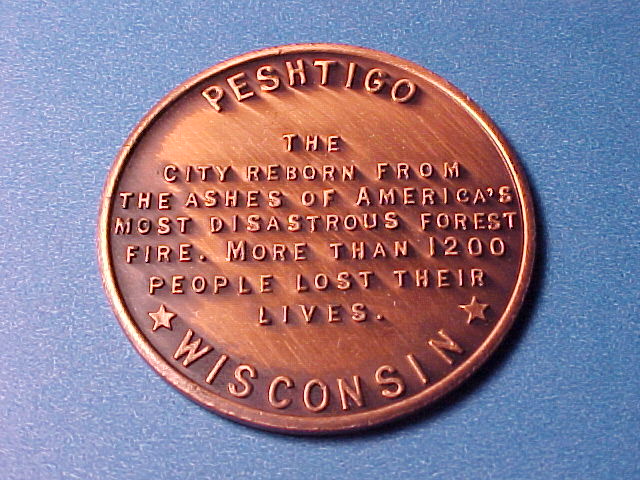 PESHTIGO
THE
CITY REBORN FROM
THE ASHES OF AMERICA'S
MOST DISASTROUS FOREST
FIRE. MORE THAN 1200
PEOPLE LOST THEIR
LIVES.
WISCONSIN